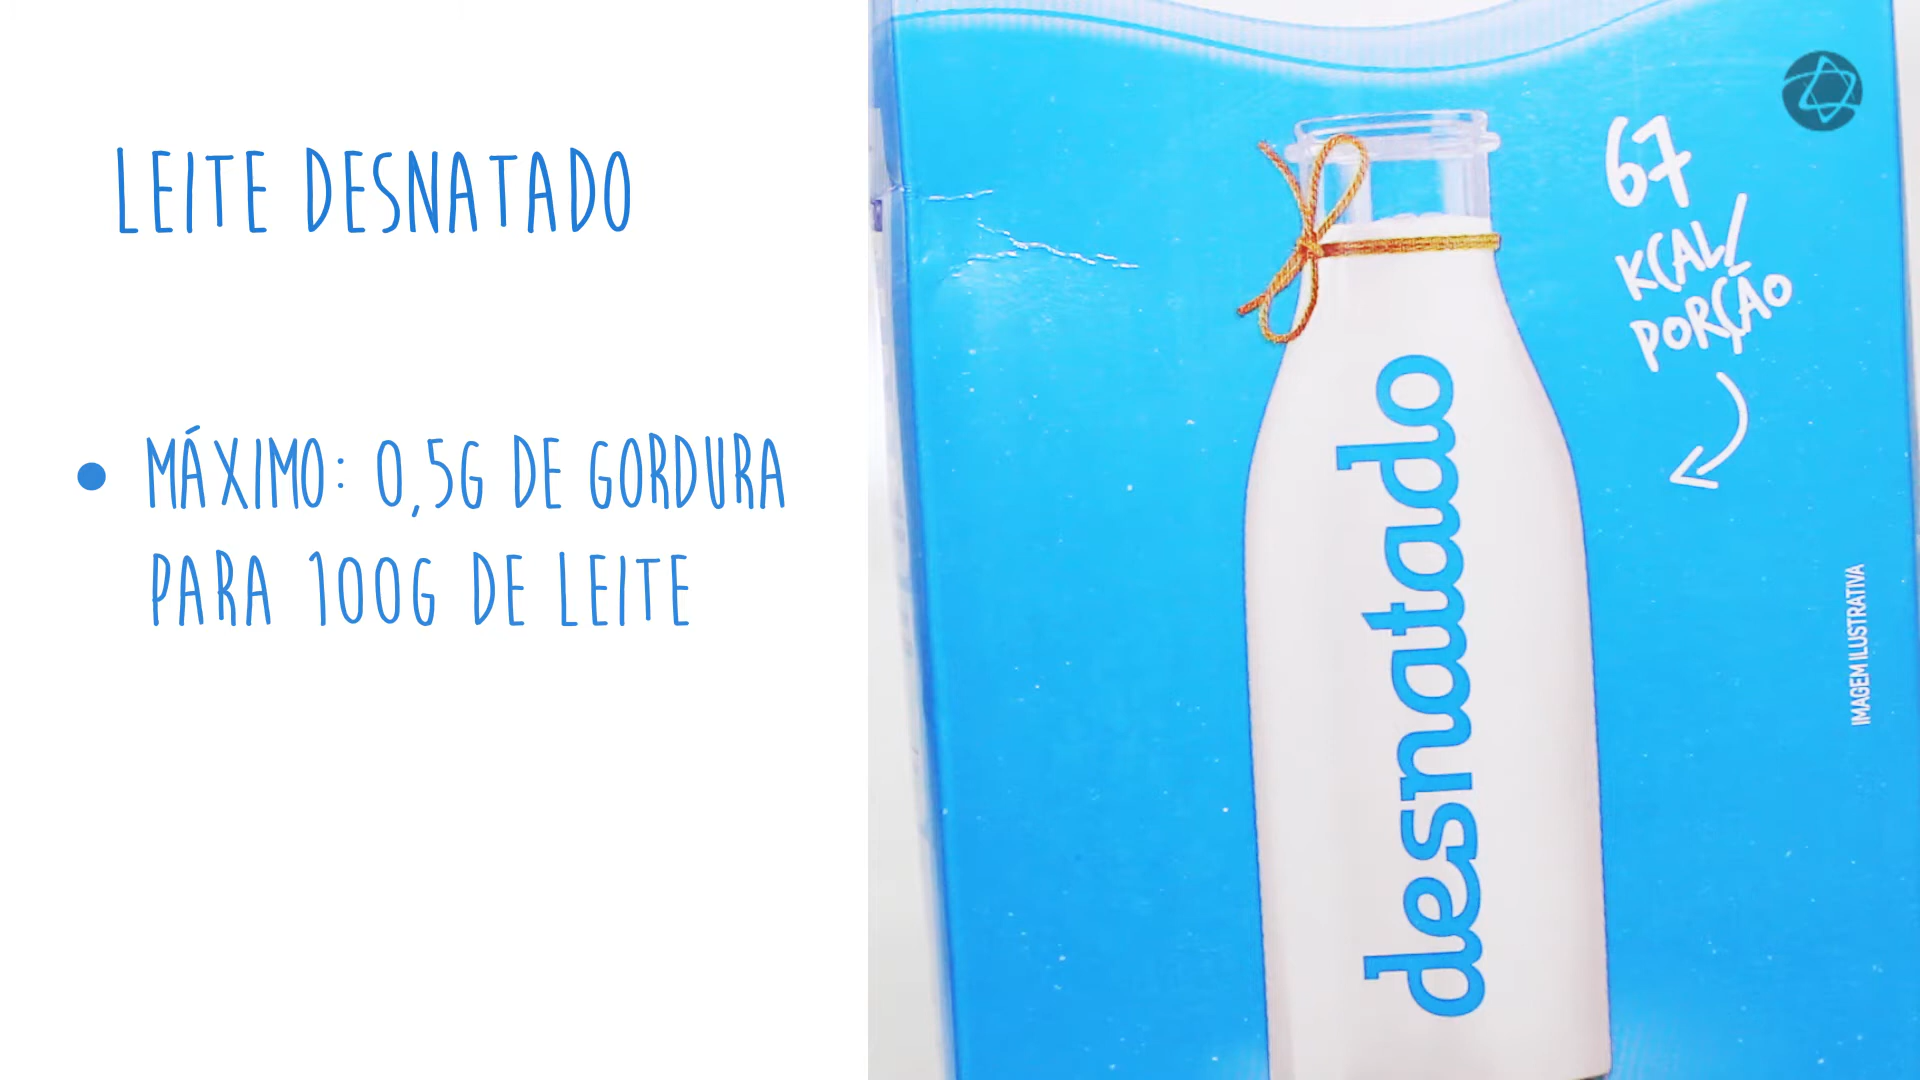 LEITE DESNATADO
• MÁXIMO: 0,5G DE GORDURA
PARA 100G DE LEITE
67
KCAL/
PORÇÃO
desnatado
IMAGEM ILUSTRATIVA